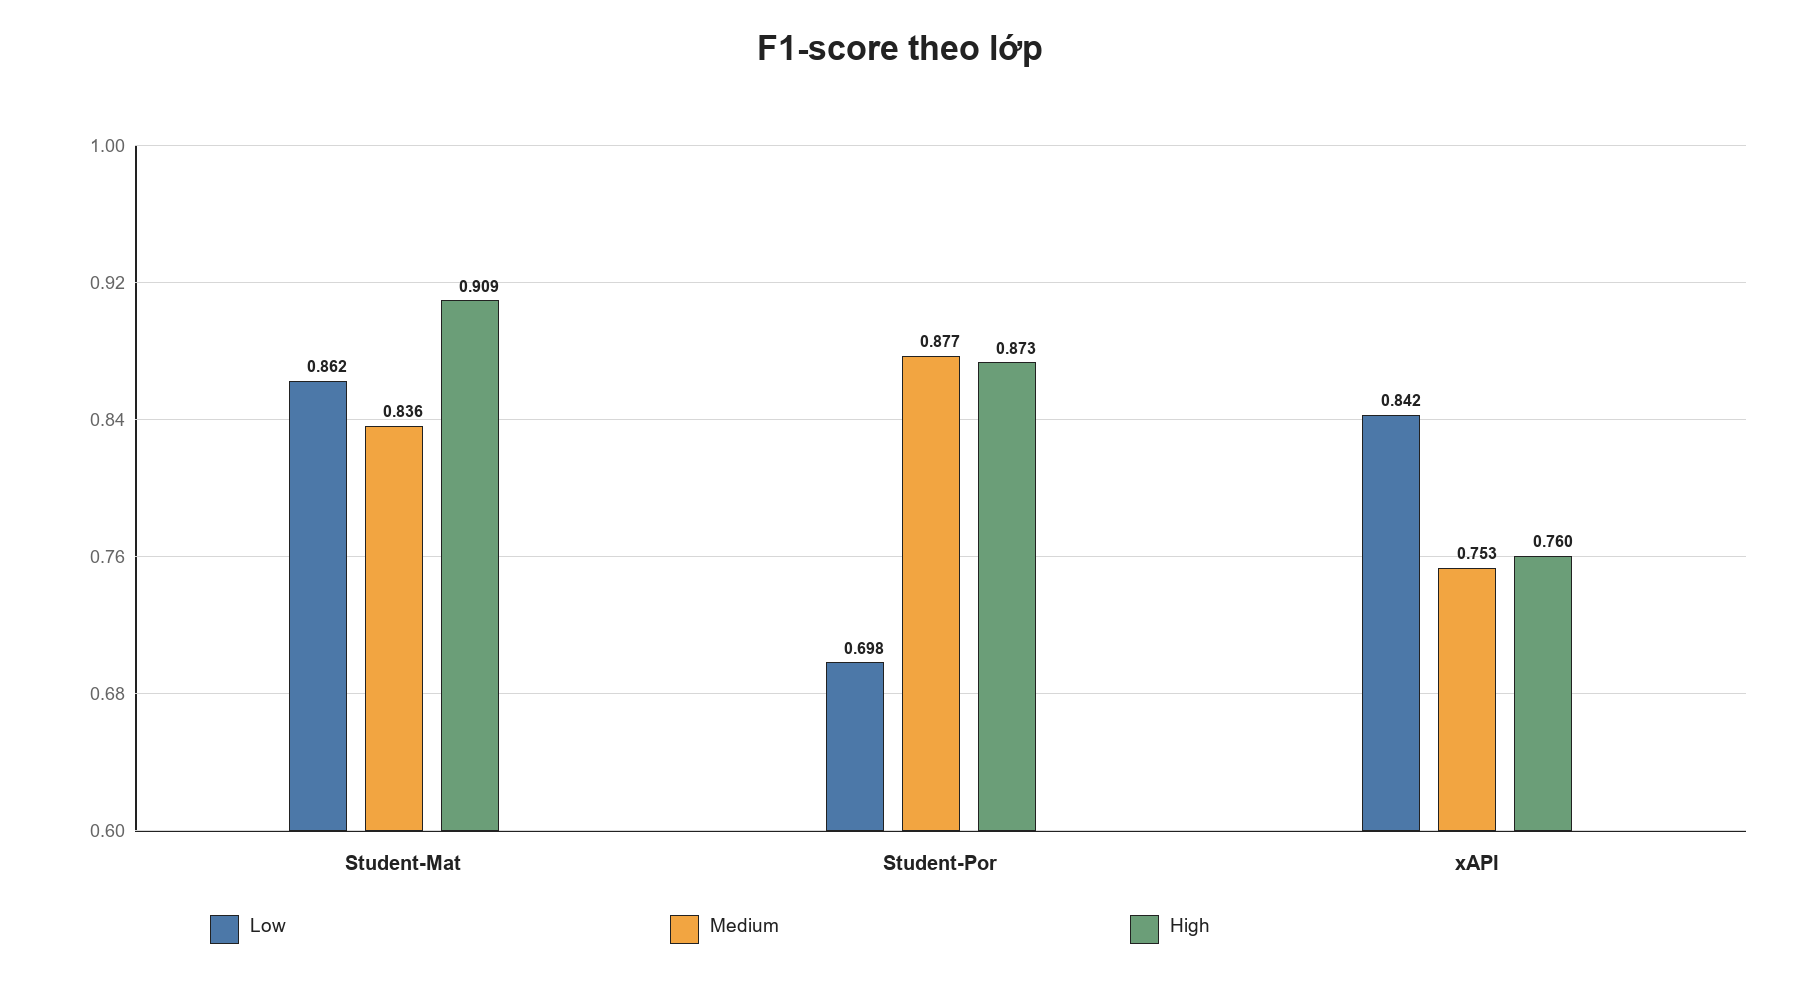 F1-score theo lớp
1.00
0.92
0.84
0.76
0.68
0.60
0.862
0.836
0.909
0.698
0.877
0.873
0.842
0.753
0.760
Student-Mat
Student-Por
xAPI
Low
Medium
High